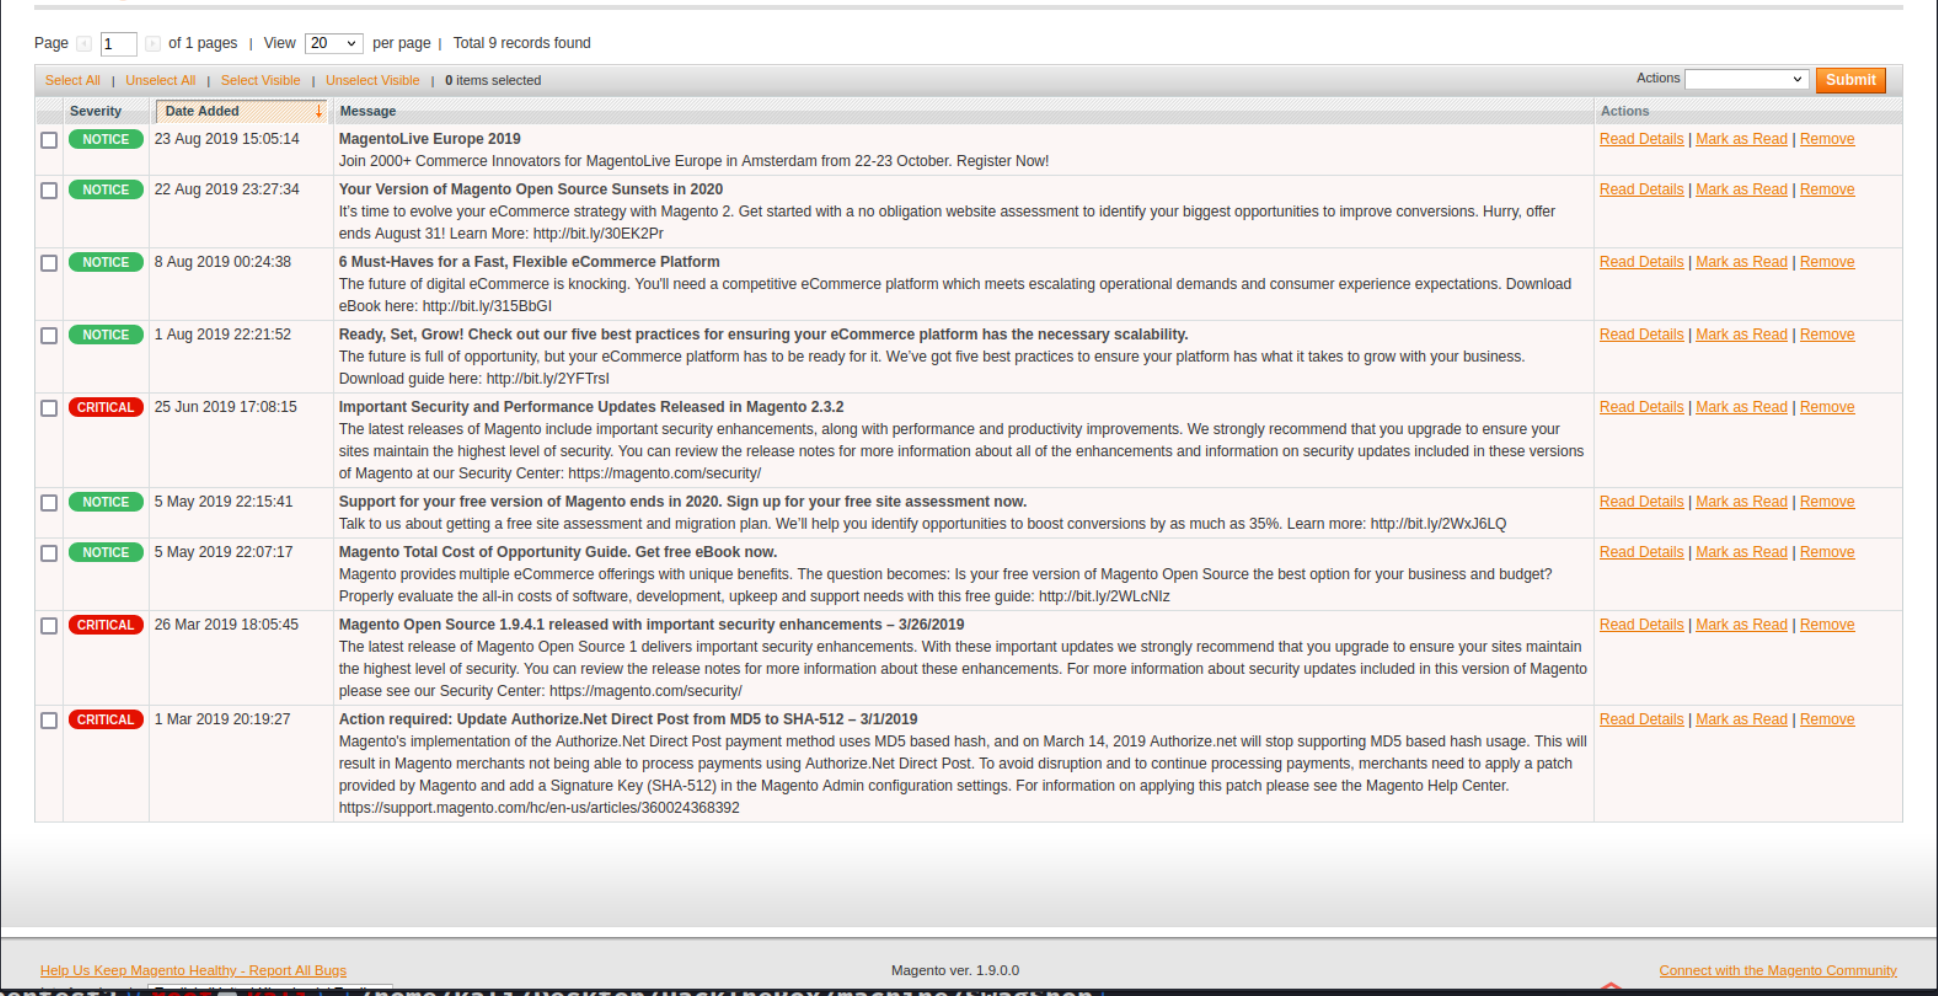 Page 1 of 1 pages | View 20 per page | Total 9 records found
Select All | Unselect All | Select Visible | Unselect Visible | 0 items selected Actions Submit
Severity Date Added Message Actions
NOTICE 23 Aug 2019 15:05:14 MagentoLive Europe 2019 Read Details | Mark as Read | Remove
Join 2000+ Commerce Innovators for MagentoLive Europe in Amsterdam from 22-23 October. Register Now!
NOTICE 22 Aug 2019 23:27:34 Your Version of Magento Open Source Sunsets in 2020 Read Details | Mark as Read | Remove
It's time to evolve your eCommerce strategy with Magento 2. Get started with a no obligation website assessment to identify your biggest opportunities to improve conversions. Hurry, offer
ends August 31! Learn More: http://bit.ly/30EK2Pr
NOTICE 8 Aug 2019 00:24:38 6 Must-Haves for a Fast, Flexible eCommerce Platform Read Details | Mark as Read | Remove
The future of digital eCommerce is knocking. You'll need a competitive eCommerce platform which meets escalating operational demands and consumer experience expectations. Download
eBook here: http://bit.ly/315BbGI
NOTICE 1 Aug 2019 22:21:52 Ready, Set, Grow! Check out our five best practices for ensuring your eCommerce platform has the necessary scalability. Read Details | Mark as Read | Remove
The future is full of opportunity, but your eCommerce platform has to be ready for it. We've got five best practices to ensure your platform has what it takes to grow with your business.
Download guide here: http://bit.ly/2YFTrsI
CRITICAL 25 Jun 2019 17:08:15 Important Security and Performance Updates Released in Magento 2.3.2 Read Details | Mark as Read | Remove
The latest releases of Magento include important security enhancements, along with performance and productivity improvements. We strongly recommend that you upgrade to ensure your
sites maintain the highest level of security. You can review the release notes for more information about all of the enhancements and information on security updates included in these versions
of Magento at our Security Center: https://magento.com/security/
NOTICE 5 May 2019 22:15:41 Support for your free version of Magento ends in 2020. Sign up for your free site assessment now. Read Details | Mark as Read | Remove
Talk to us about getting a free site assessment and migration plan. We'll help you identify opportunities to boost conversions by as much as 35%. Learn more: http://bit.ly/2WxJ6LQ
NOTICE 5 May 2019 22:07:17 Magento Total Cost of Opportunity Guide. Get free eBook now. Read Details | Mark as Read | Remove
Magento provides multiple eCommerce offerings with unique benefits. The question becomes: Is your free version of Magento Open Source the best option for your business and budget?
Properly evaluate the all-in costs of software, development, upkeep and support needs with this free guide: http://bit.ly/2WLcNlz
CRITICAL 26 Mar 2019 18:05:45 Magento Open Source 1.9.4.1 released with important security enhancements – 3/26/2019 Read Details | Mark as Read | Remove
The latest release of Magento Open Source 1 delivers important security enhancements. With these important updates we strongly recommend that you upgrade to ensure your sites maintain
the highest level of security. You can review the release notes for more information about these enhancements. For more information about security updates included in this version of Magento
please see our Security Center: https://magento.com/security/
CRITICAL 1 Mar 2019 20:19:27 Action required: Update Authorize.Net Direct Post from MD5 to SHA-512 – 3/1/2019 Read Details | Mark as Read | Remove
Magento's implementation of the Authorize.Net Direct Post payment method uses MD5 based hash, and on March 14, 2019 Authorize.net will stop supporting MD5 based hash usage. This will
result in Magento merchants not being able to process payments using Authorize.Net Direct Post. To avoid disruption and to continue processing payments, merchants need to apply a patch
provided by Magento and add a Signature Key (SHA-512) in the Magento Admin configuration settings. For information on applying this patch please see the Magento Help Center.
https://support.magento.com/hc/en-us/articles/360024368392
Help Us Keep Magento Healthy - Report All Bugs Magento ver. 1.9.0.0 Connect with the Magento Community